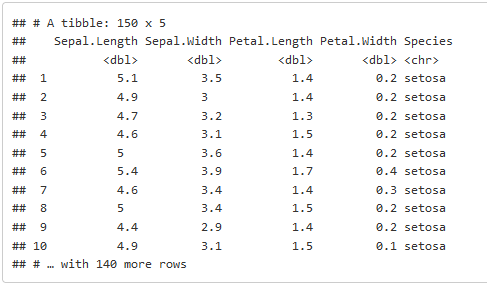 ## # A tibble: 150 x 5
##    Sepal.Length Sepal.Width Petal.Length Petal.Width Species
##           <dbl>       <dbl>        <dbl>       <dbl> <chr>
##  1          5.1         3.5          1.4         0.2 setosa
##  2          4.9         3            1.4         0.2 setosa
##  3          4.7         3.2          1.3         0.2 setosa
##  4          4.6         3.1          1.5         0.2 setosa
##  5          5           3.6          1.4         0.2 setosa
##  6          5.4         3.9          1.7         0.4 setosa
##  7          4.6         3.4          1.4         0.3 setosa
##  8          5           3.4          1.5         0.2 setosa
##  9          4.4         2.9          1.4         0.2 setosa
## 10          4.9         3.1          1.5         0.1 setosa
## # … with 140 more rows